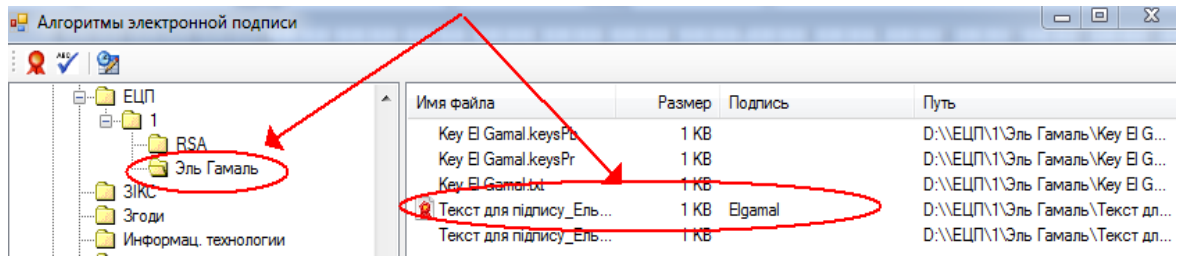 Алгоритмы электронной подписи
ABC
ЕЦП
1
RSA
Эль Гамаль
ЗІКС
Згоди
Информац. технологии
Имя файла Размер Подпись Путь
Key El Gamal.keysPb 1 KB D:\\ЕЦП\1\Эль Гамаль\Key El G...
Key El Gamal.keysPr 1 KB D:\\ЕЦП\1\Эль Гамаль\Key El G...
Key El Gamal.txt 1 KB D:\\ЕЦП\1\Эль Гамаль\Key El G...
Текст для підпису_Ель... 1 KB Elgamal D:\\ЕЦП\1\Эль Гамаль\Текст дл...
Текст для підпису_Ель... 1 KB D:\\ЕЦП\1\Эль Гамаль\Текст дл...